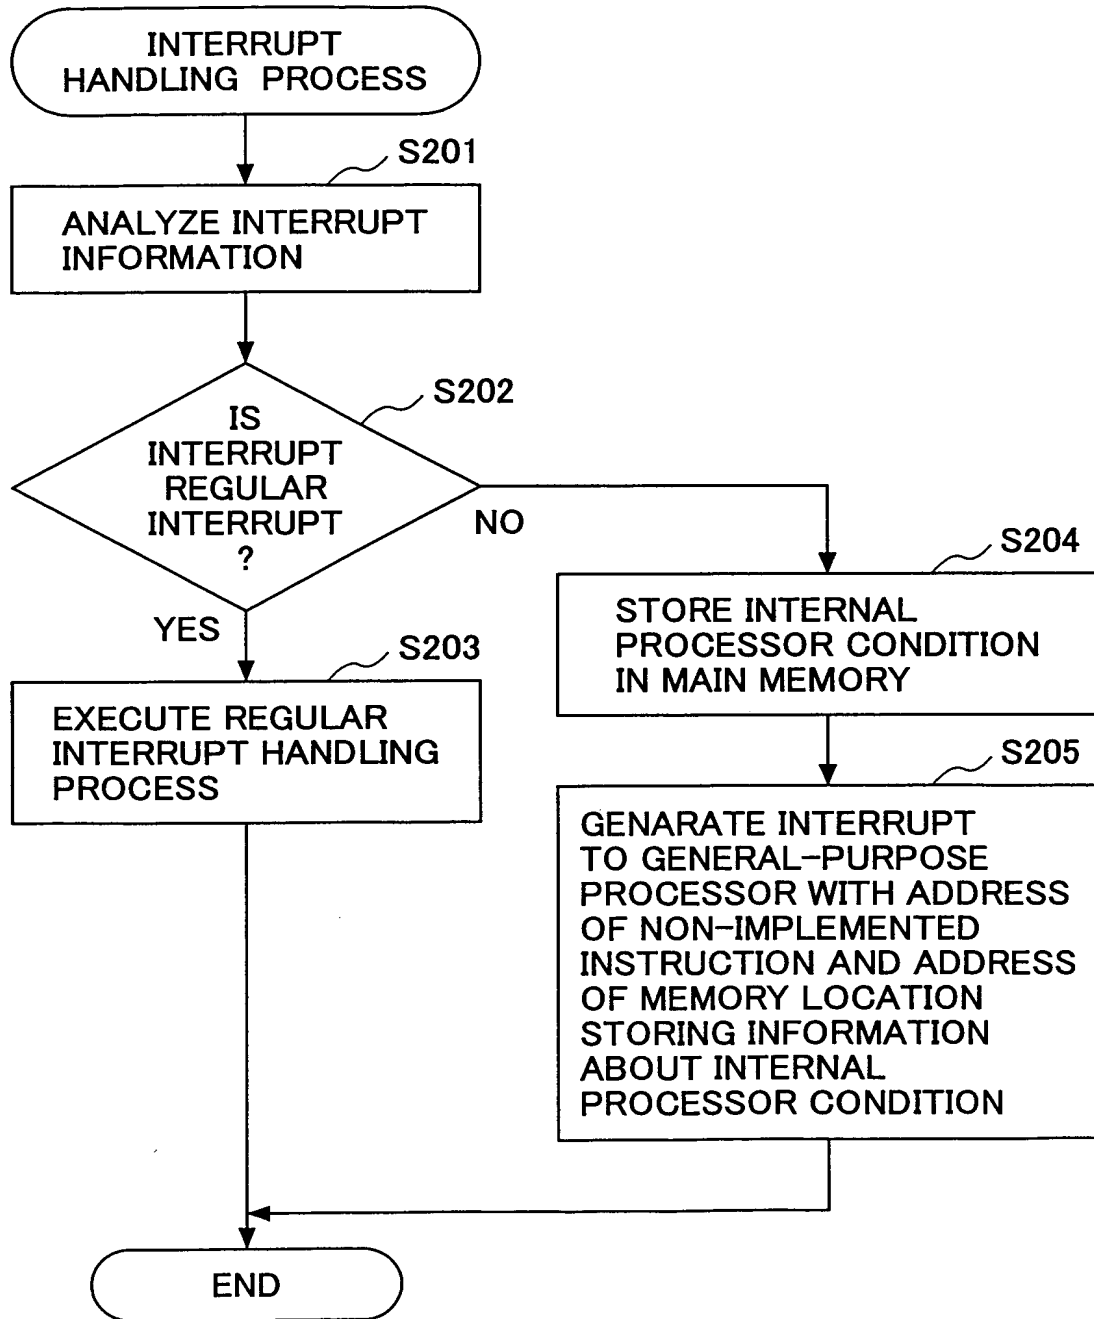 INTERRUPT
HANDLING PROCESS
S201
ANALYZE INTERRUPT
INFORMATION
S202
IS
INTERRUPT
REGULAR
INTERRUPT
?
NO
YES
S203
EXECUTE REGULAR
INTERRUPT HANDLING
PROCESS
S204
STORE INTERNAL
PROCESSOR CONDITION
IN MAIN MEMORY
S205
GENARATE INTERRUPT
TO GENERAL-PURPOSE
PROCESSOR WITH ADDRESS
OF NON-IMPLEMENTED
INSTRUCTION AND ADDRESS
OF MEMORY LOCATION
STORING INFORMATION
ABOUT INTERNAL
PROCESSOR CONDITION
END